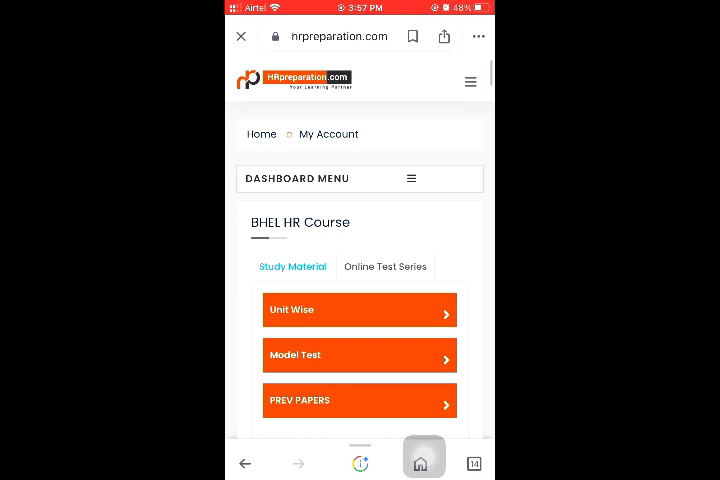 Airtel 3:57 PM 48%
hrpreparation.com
HRpreparation.com
Your Learning Partner
Home My Account
DASHBOARD MENU
BHEL HR Course
Study Material Online Test Series
Unit Wise
Model Test
PREV PAPERS
14